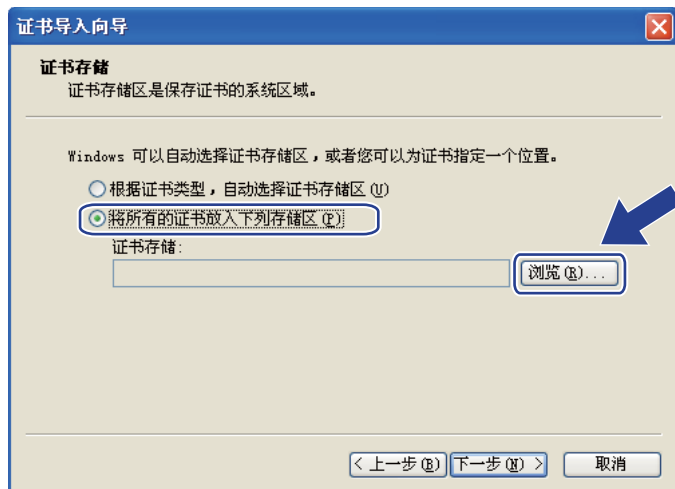 证书导入向导
证书存储
证书存储区是保存证书的系统区域。
Windows 可以自动选择证书存储区，或者您可以为证书指定一个位置。
根据证书类型，自动选择证书存储区(U)
将所有的证书放入下列存储区(P)
证书存储:
浏览(R)...
< 上一步(B) 下一步(N) > 取消